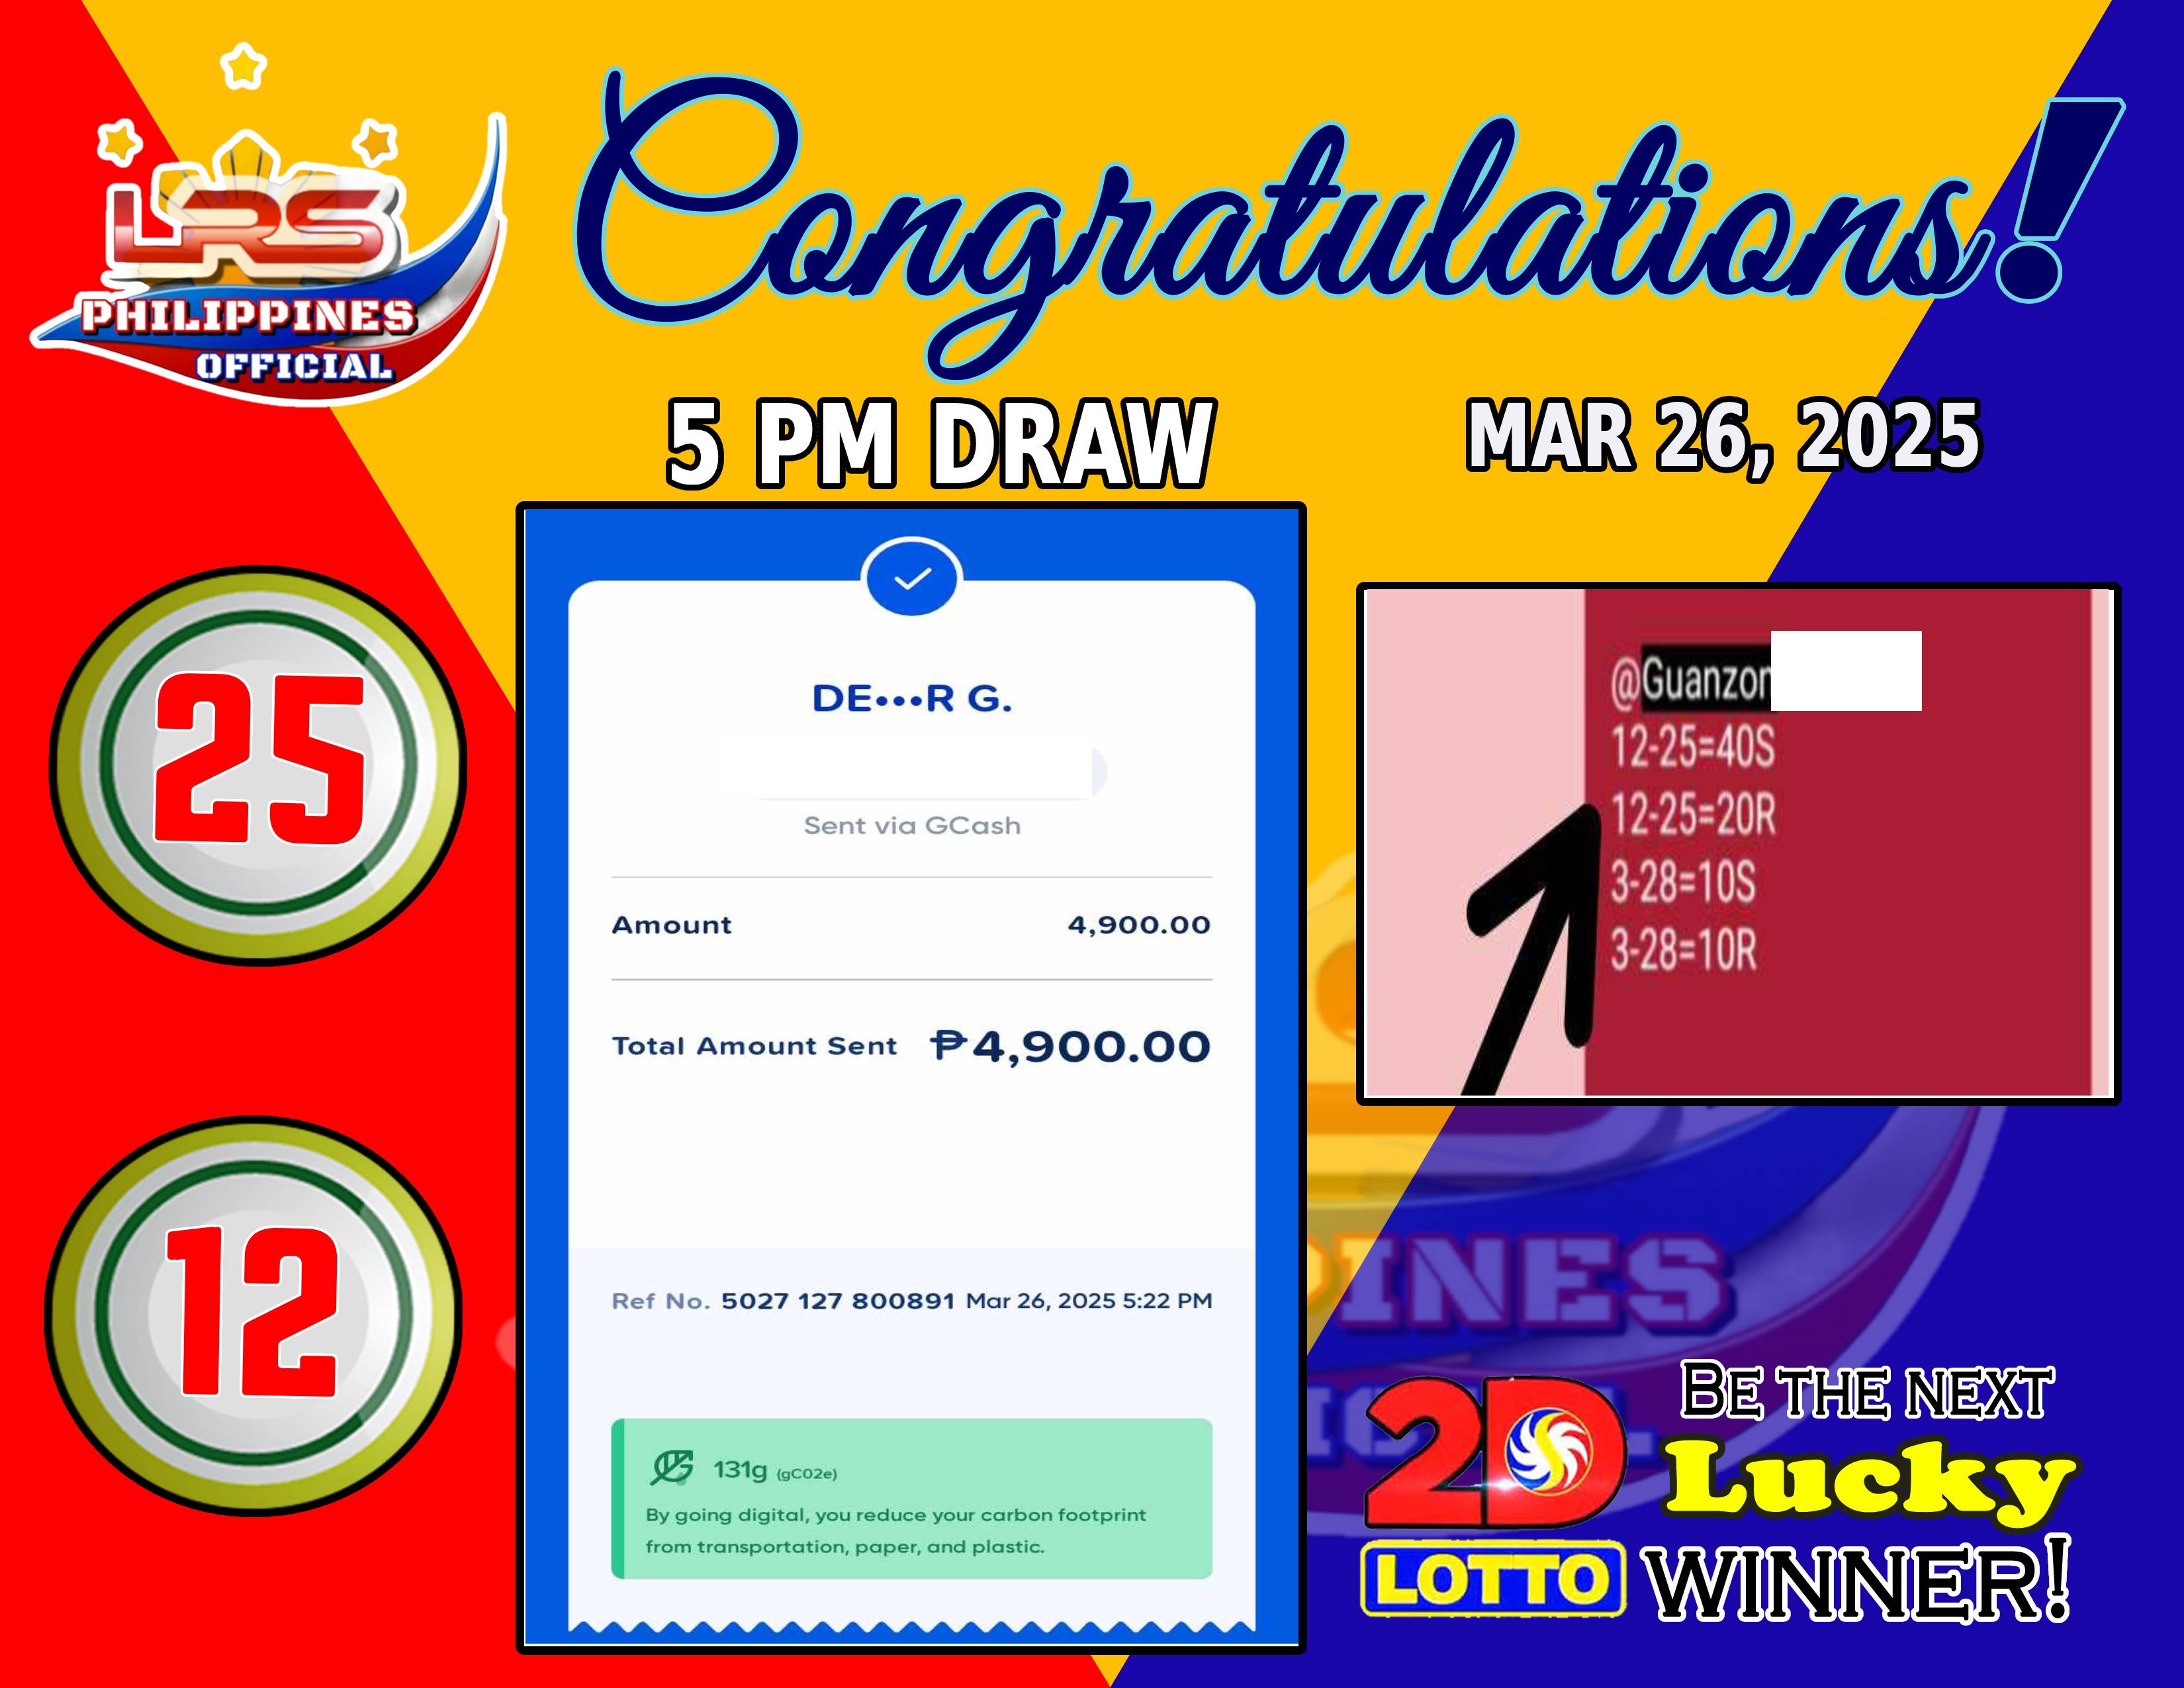 LRS
PHILIPPINES
OFFICIAL
Congratulations!
5 PM DRAW
MAR 26, 2025
25
12
DE•••R G.
Sent via GCash
Amount 4,900.00
Total Amount Sent ₱4,900.00
Ref No. 5027 127 800891 Mar 26, 2025 5:22 PM
131g (gCO2e)
By going digital, you reduce your carbon footprint
from transportation, paper, and plastic.
@Guanzon
12-25=40S
12-25=20R
3-28=10S
3-28=10R
PINES
2D
LOTTO
BE THE NEXT
Lucky
WINNER!